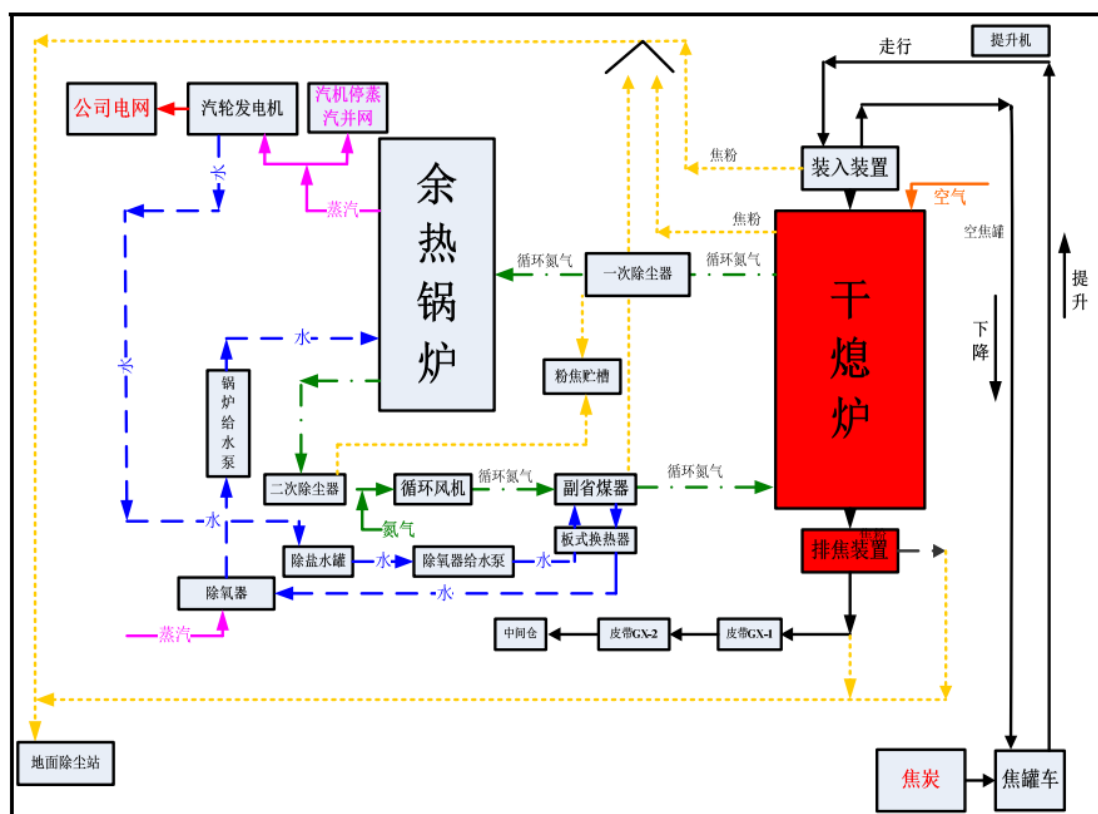 提升机
走行
公司电网
汽轮发电机
汽机停蒸
汽并网
焦粉
装入装置
水
余热锅炉
空气
蒸汽
焦粉
空焦罐
循环氮气
一次除尘器
循环氮气
干熄炉
提升
下降
水
水
粉焦贮槽
锅炉给水泵
循环氮气
循环氮气
二次除尘器
循环风机
副省煤器
水
氮气
焦粉
板式换热器
排焦装置
除盐水罐
水
除氧器给水泵
水
除氧器
水
蒸汽
中间仓
皮带GX-2
皮带GX-1
地面除尘站
焦炭
焦罐车